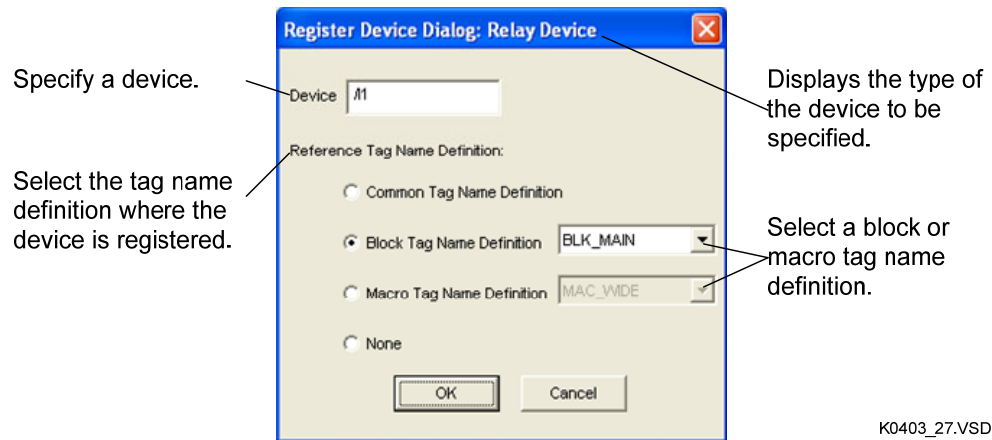 Register Device Dialog: Relay Device
Specify a device.
Device
/I1
Displays the type of
the device to be
specified.
Reference Tag Name Definition:
Select the tag name
definition where the
device is registered.
Common Tag Name Definition
Block Tag Name Definition
BLK_MAIN
Select a block or
macro tag name
definition.
Macro Tag Name Definition
MAC_WIDE
None
OK
Cancel
K0403_27.VSD